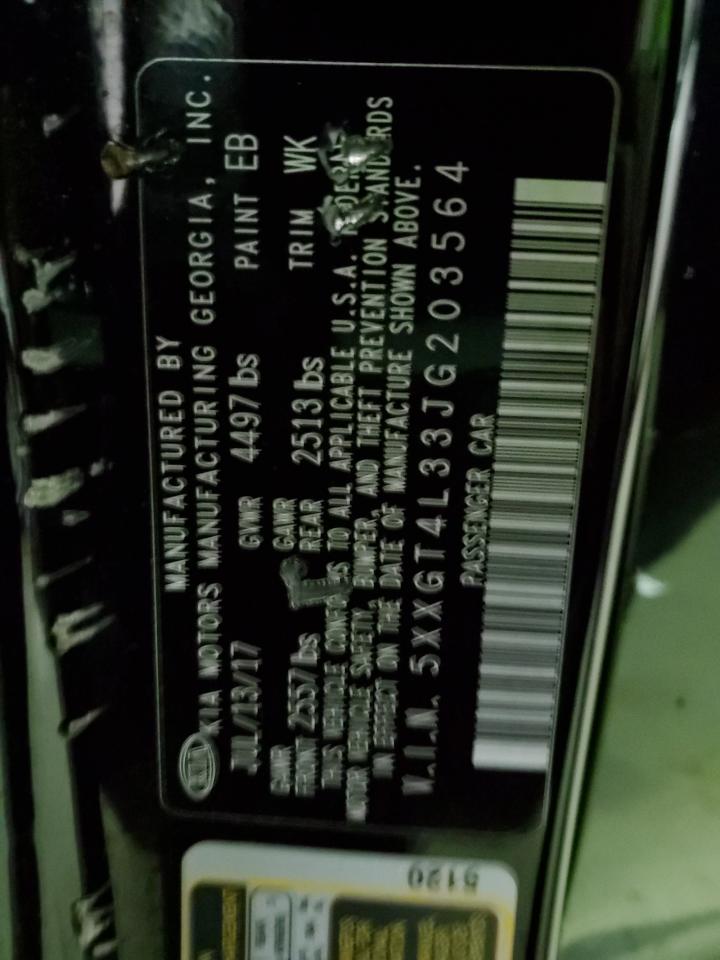 MANUFACTURED BY
KIA KIA MOTORS MANUFACTURING GEORGIA, INC.
JUL/13/17 GVWR 4497lbs PAINT EB
GAWR FRONT 2557lbs GAWR REAR 2513lbs TRIM WK
THIS VEHICLE CONFORMS TO ALL APPLICABLE U.S.A. FEDERAL
MOTOR VEHICLE SAFETY, BUMPER, AND THEFT PREVENTION STANDARDS
IN EFFECT ON THE DATE OF MANUFACTURE SHOWN ABOVE.
V.I.N. 5XXGT4L33JG203564
PASSENGER CAR
5120